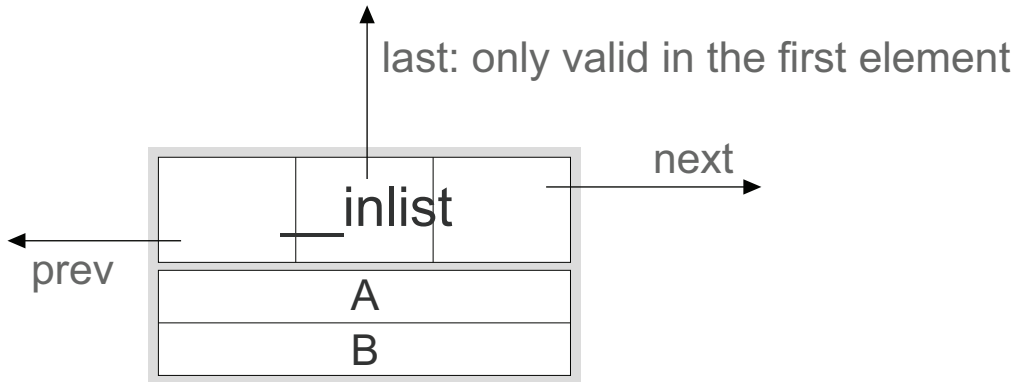 last: only valid in the first element
next
__inlist
prev
A
B